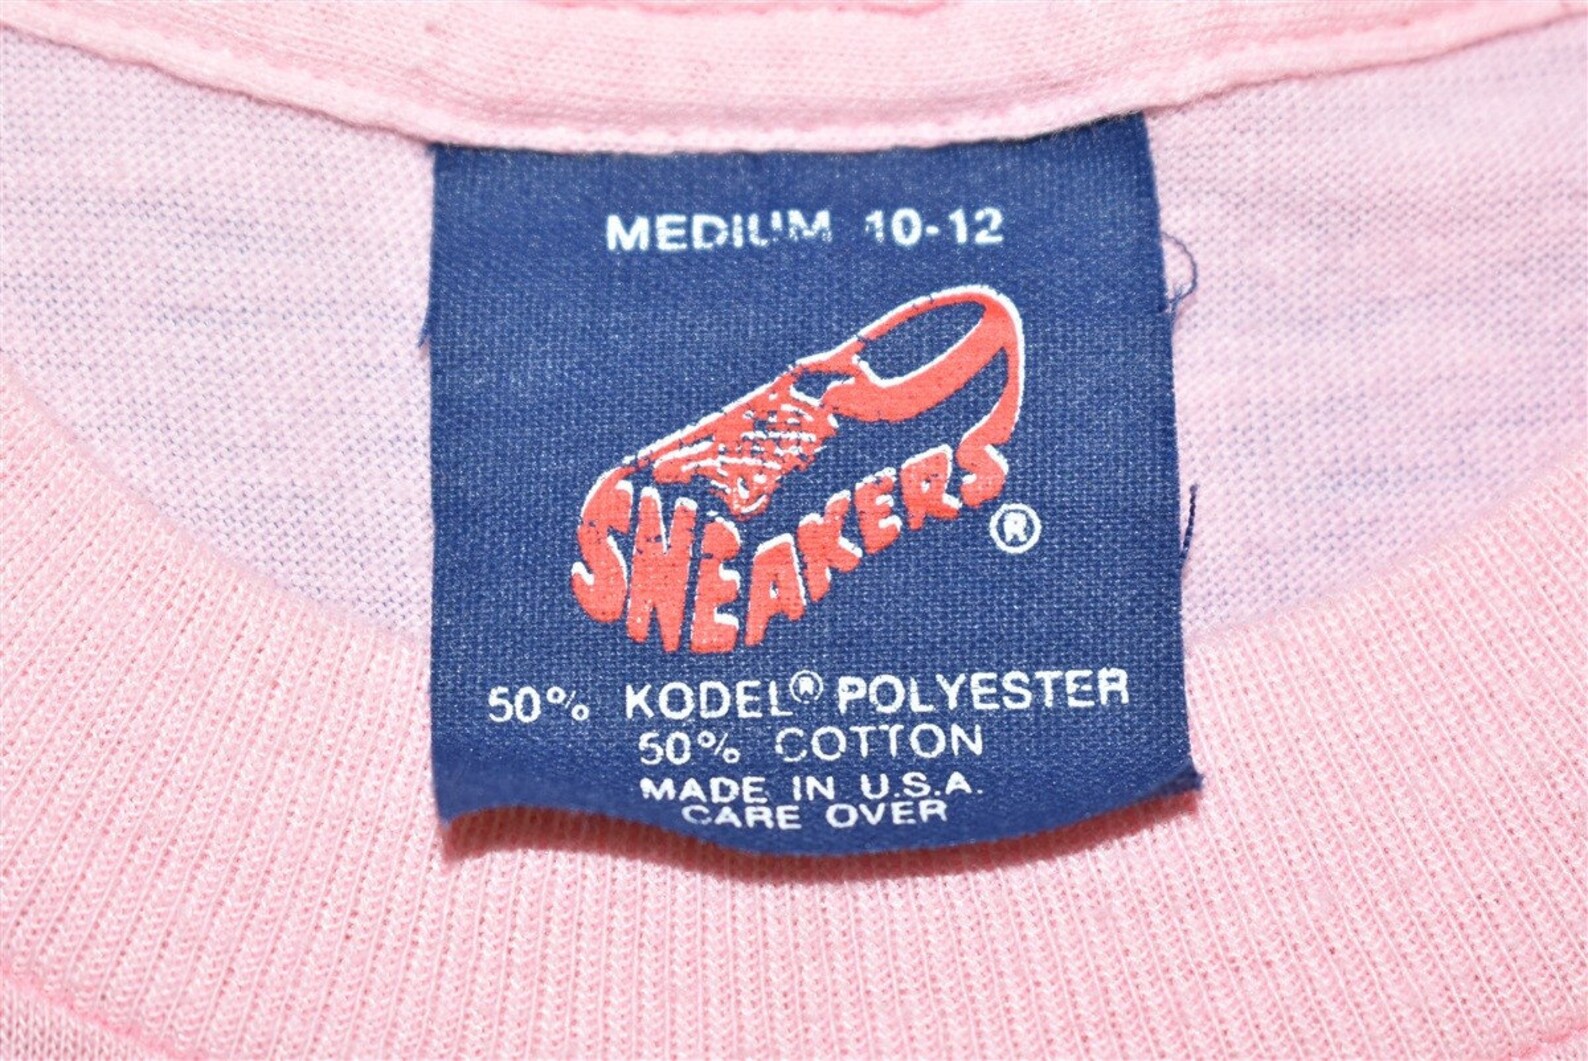 MEDIUM 10-12
SNEAKERS®
50% KODEL® POLYESTER
50% COTTON
MADE IN U.S.A.
CARE OVER